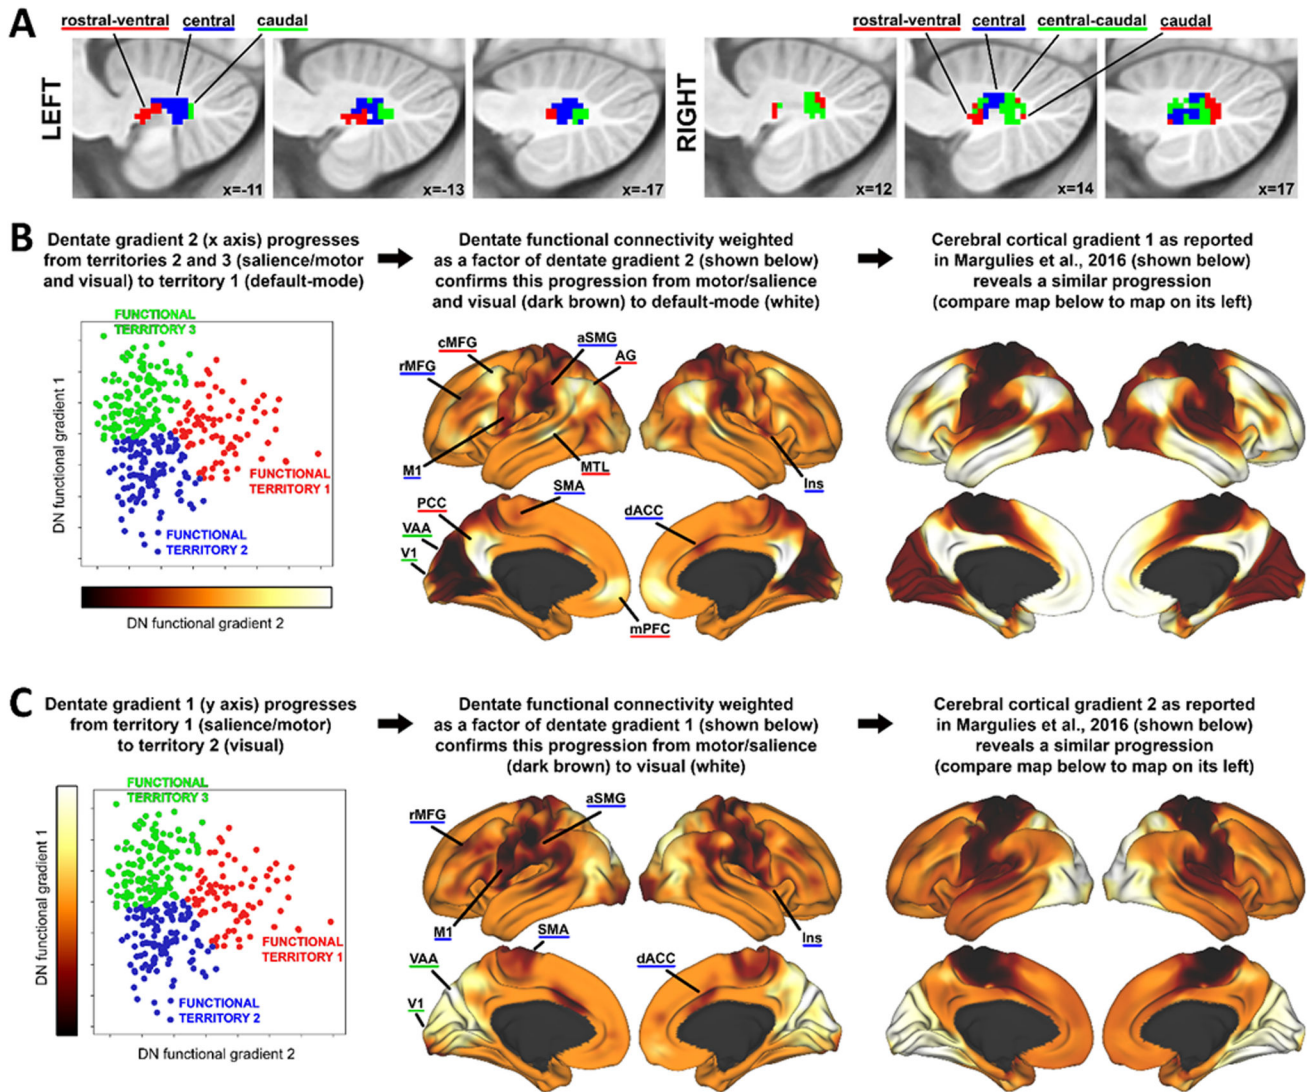 A
rostral-ventral central caudal
rostral-ventral central central-caudal caudal
LEFT
x=-11
x=-13
x=-17
RIGHT
x=12
x=14
x=17
B
Dentate gradient 2 (x axis) progresses
from territories 2 and 3 (salience/motor
and visual) to territory 1 (default-mode)
Dentate functional connectivity weighted
as a factor of dentate gradient 2 (shown below)
confirms this progression from motor/salience
and visual (dark brown) to default-mode (white)
Cerebral cortical gradient 1 as reported
in Margulies et al., 2016 (shown below)
reveals a similar progression
(compare map below to map on its left)
FUNCTIONAL
TERRITORY 3
FUNCTIONAL
TERRITORY 1
FUNCTIONAL
TERRITORY 2
DN functional gradient 1
DN functional gradient 2
cMFG
aSMG
rMFG
AG
M1
MTL
Ins
SMA
PCC
dACC
VAA
V1
mPFC
C
Dentate gradient 1 (y axis) progresses
from territory 1 (salience/motor)
to territory 2 (visual)
Dentate functional connectivity weighted
as a factor of dentate gradient 1 (shown below)
confirms this progression from motor/salience
(dark brown) to visual (white)
Cerebral cortical gradient 2 as reported
in Margulies et al., 2016 (shown below)
reveals a similar progression
(compare map below to map on its left)
FUNCTIONAL
TERRITORY 3
FUNCTIONAL
TERRITORY 1
FUNCTIONAL
TERRITORY 2
DN functional gradient 1
DN functional gradient 2
aSMG
rMFG
M1
SMA
Ins
VAA
dACC
V1